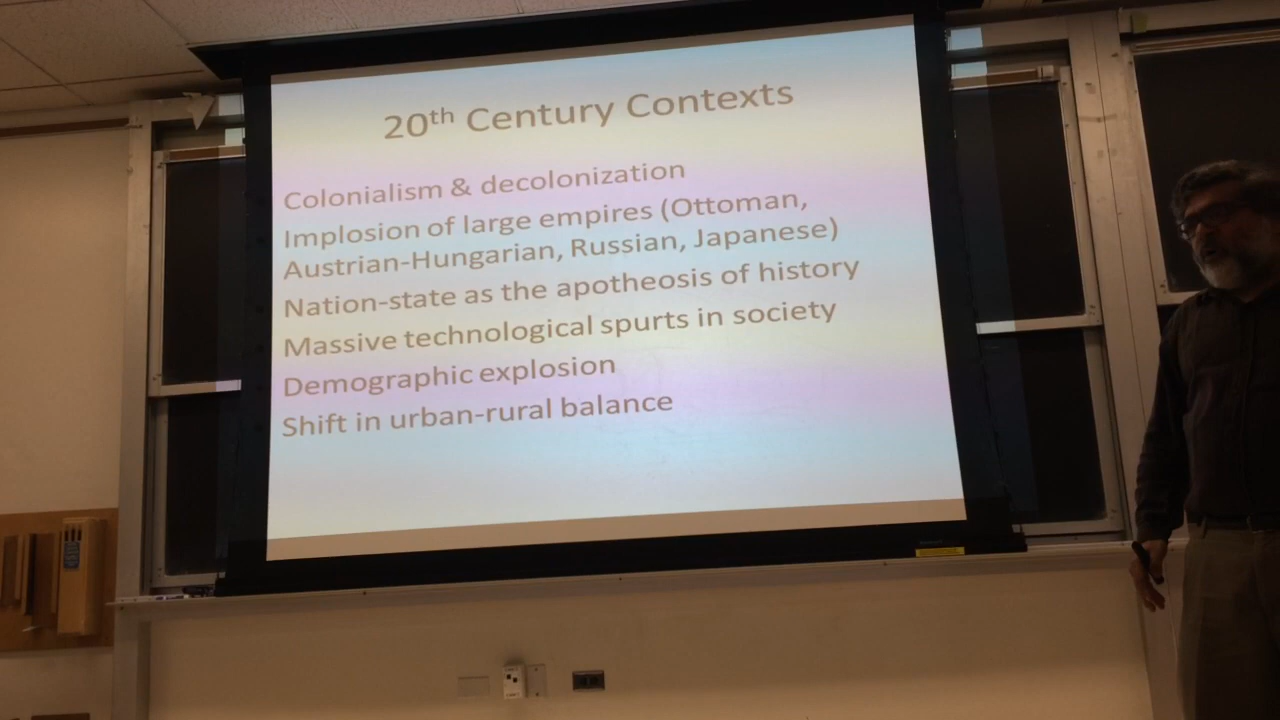 20th Century Contexts
Colonialism & decolonization
Implosion of large empires (Ottoman,
Austrian-Hungarian, Russian, Japanese)
Nation-state as the apotheosis of history
Massive technological spurts in society
Demographic explosion
Shift in urban-rural balance